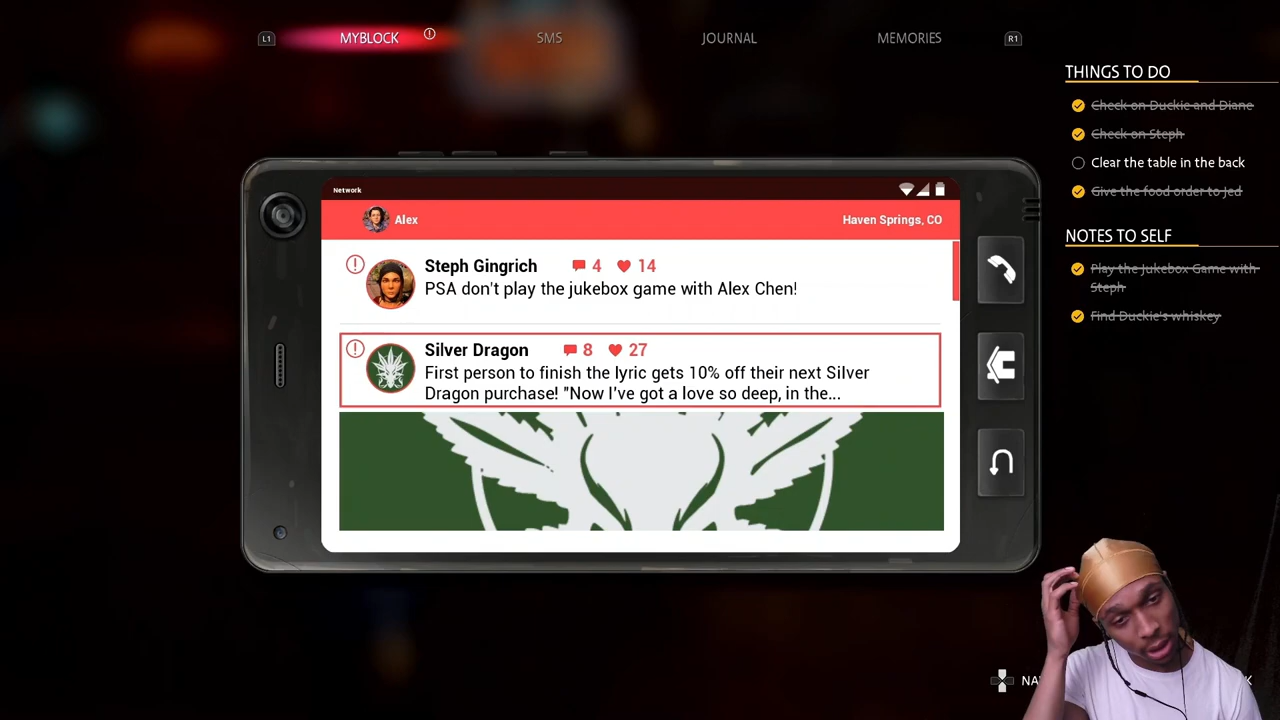 L1
MYBLOCK
SMS
JOURNAL
MEMORIES
R1
THINGS TO DO
Check on Duckie and Diane
Check on Steph
Clear the table in the back
Give the food order to Jed
NOTES TO SELF
Play the Jukebox Game with
Steph
Find Duckie's whiskey
Network
Alex
Haven Springs, CO
Steph Gingrich 4 14
PSA don't play the jukebox game with Alex Chen!
Silver Dragon 8 27
First person to finish the lyric gets 10% off their next Silver
Dragon purchase! "Now I've got a love so deep, in the...